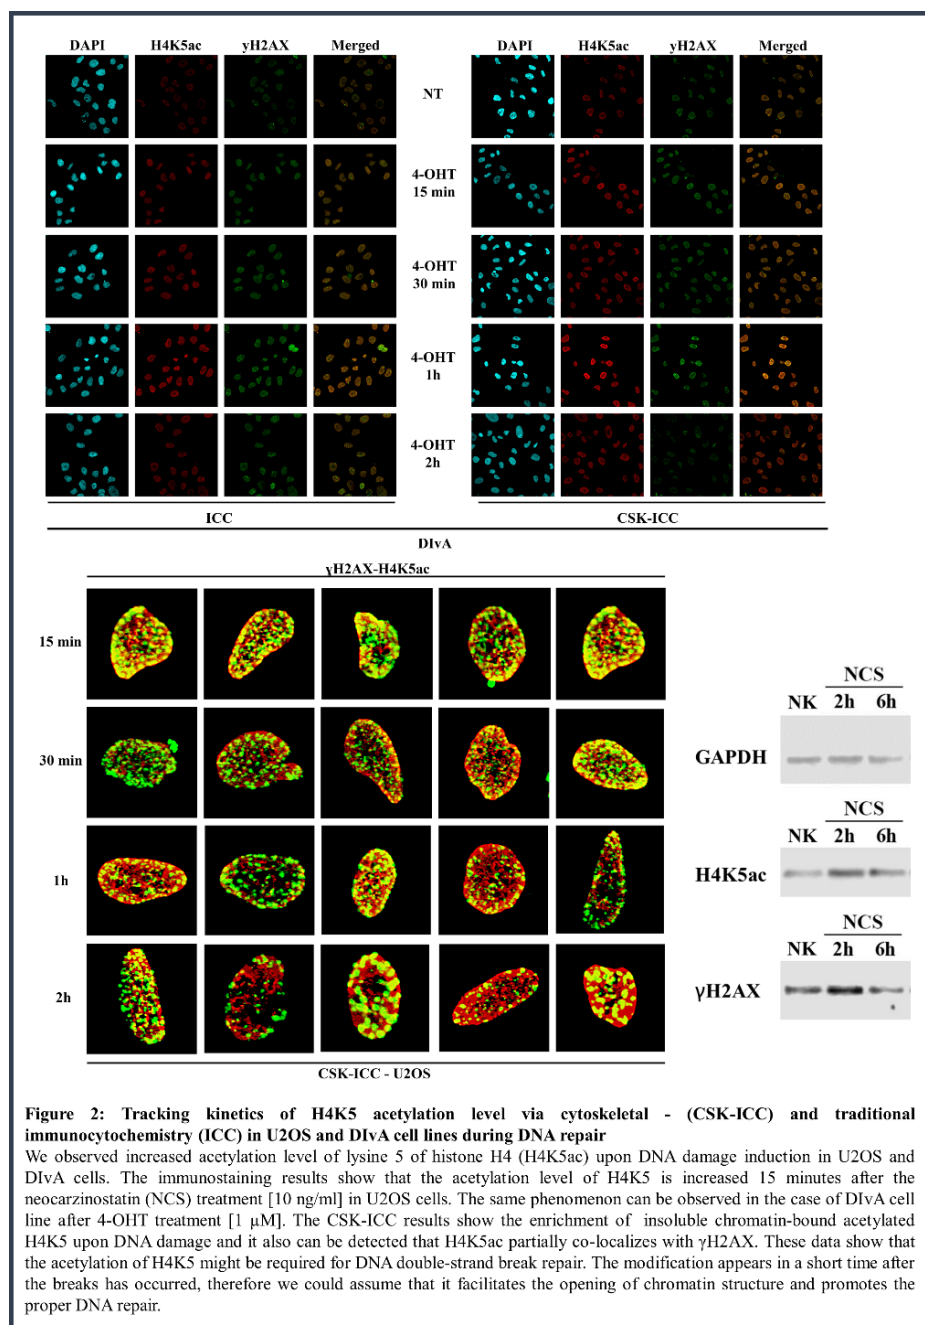 DAPI H4K5ac yH2AX Merged
DAPI H4K5ac yH2AX Merged
NT
4-OHT
15 min
4-OHT
30 min
4-OHT
1h
4-OHT
2h
ICC
CSK-ICC
DIvA
γH2AX-H4K5ac
15 min
30 min
1h
2h
CSK-ICC - U2OS
NCS
NK 2h 6h
GAPDH
NCS
NK 2h 6h
H4K5ac
NCS
NK 2h 6h
γH2AX
Figure 2: Tracking kinetics of H4K5 acetylation level via cytoskeletal - (CSK-ICC) and traditional
immunocytochemistry (ICC) in U2OS and DIvA cell lines during DNA repair
We observed increased acetylation level of lysine 5 of histone H4 (H4K5ac) upon DNA damage induction in U2OS and
DIvA cells. The immunostaining results show that the acetylation level of H4K5 is increased 15 minutes after the
neocarzinostatin (NCS) treatment [10 ng/ml] in U2OS cells. The same phenomenon can be observed in the case of DIvA cell
line after 4-OHT treatment [1 µM]. The CSK-ICC results show the enrichment of insoluble chromatin-bound acetylated
H4K5 upon DNA damage and it also can be detected that H4K5ac partially co-localizes with γH2AX. These data show that
the acetylation of H4K5 might be required for DNA double-strand break repair. The modification appears in a short time after
the breaks has occurred, therefore we could assume that it facilitates the opening of chromatin structure and promotes the
proper DNA repair.